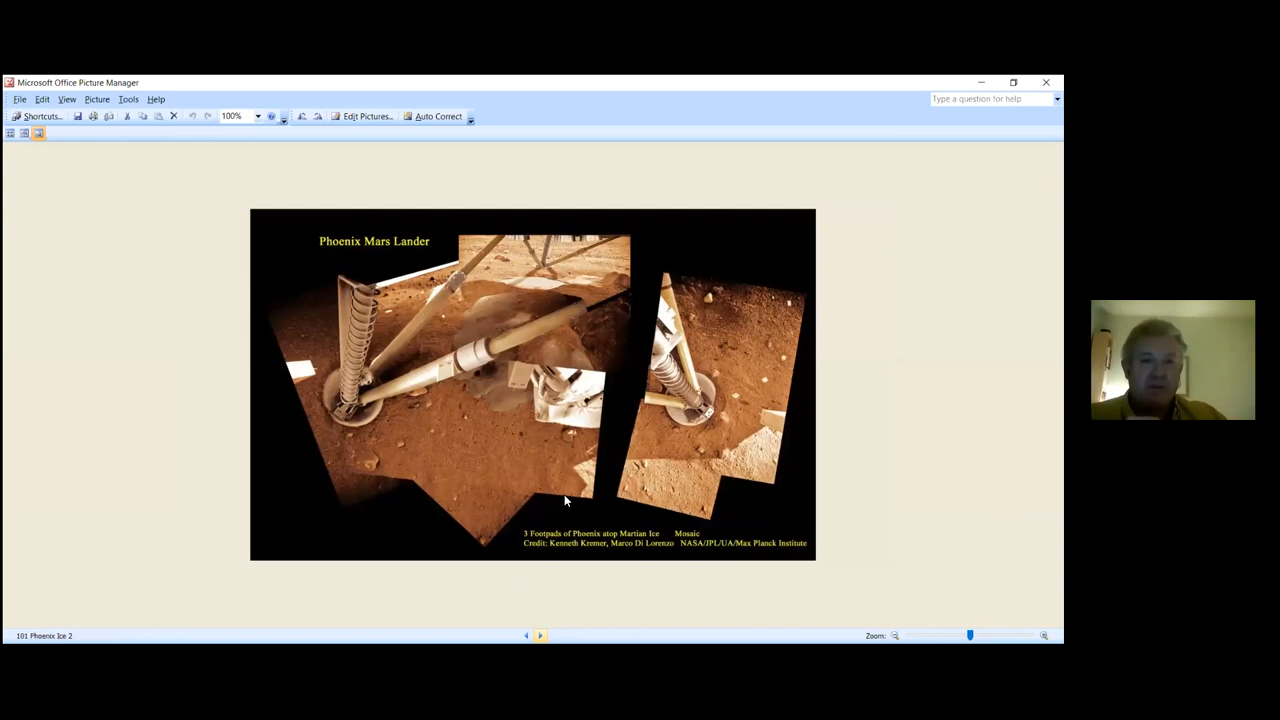 Microsoft Office Picture Manager
File Edit View Picture Tools Help
Type a question for help
Shortcuts... 100% Edit Pictures... Auto Correct
Phoenix Mars Lander
3 Footpads of Phoenix atop Martian Ice Mosaic
Credit: Kenneth Kremer, Marco Di Lorenzo NASA/JPL/UA/Max Planck Institute
101 Phoenix Ice 2
Zoom: